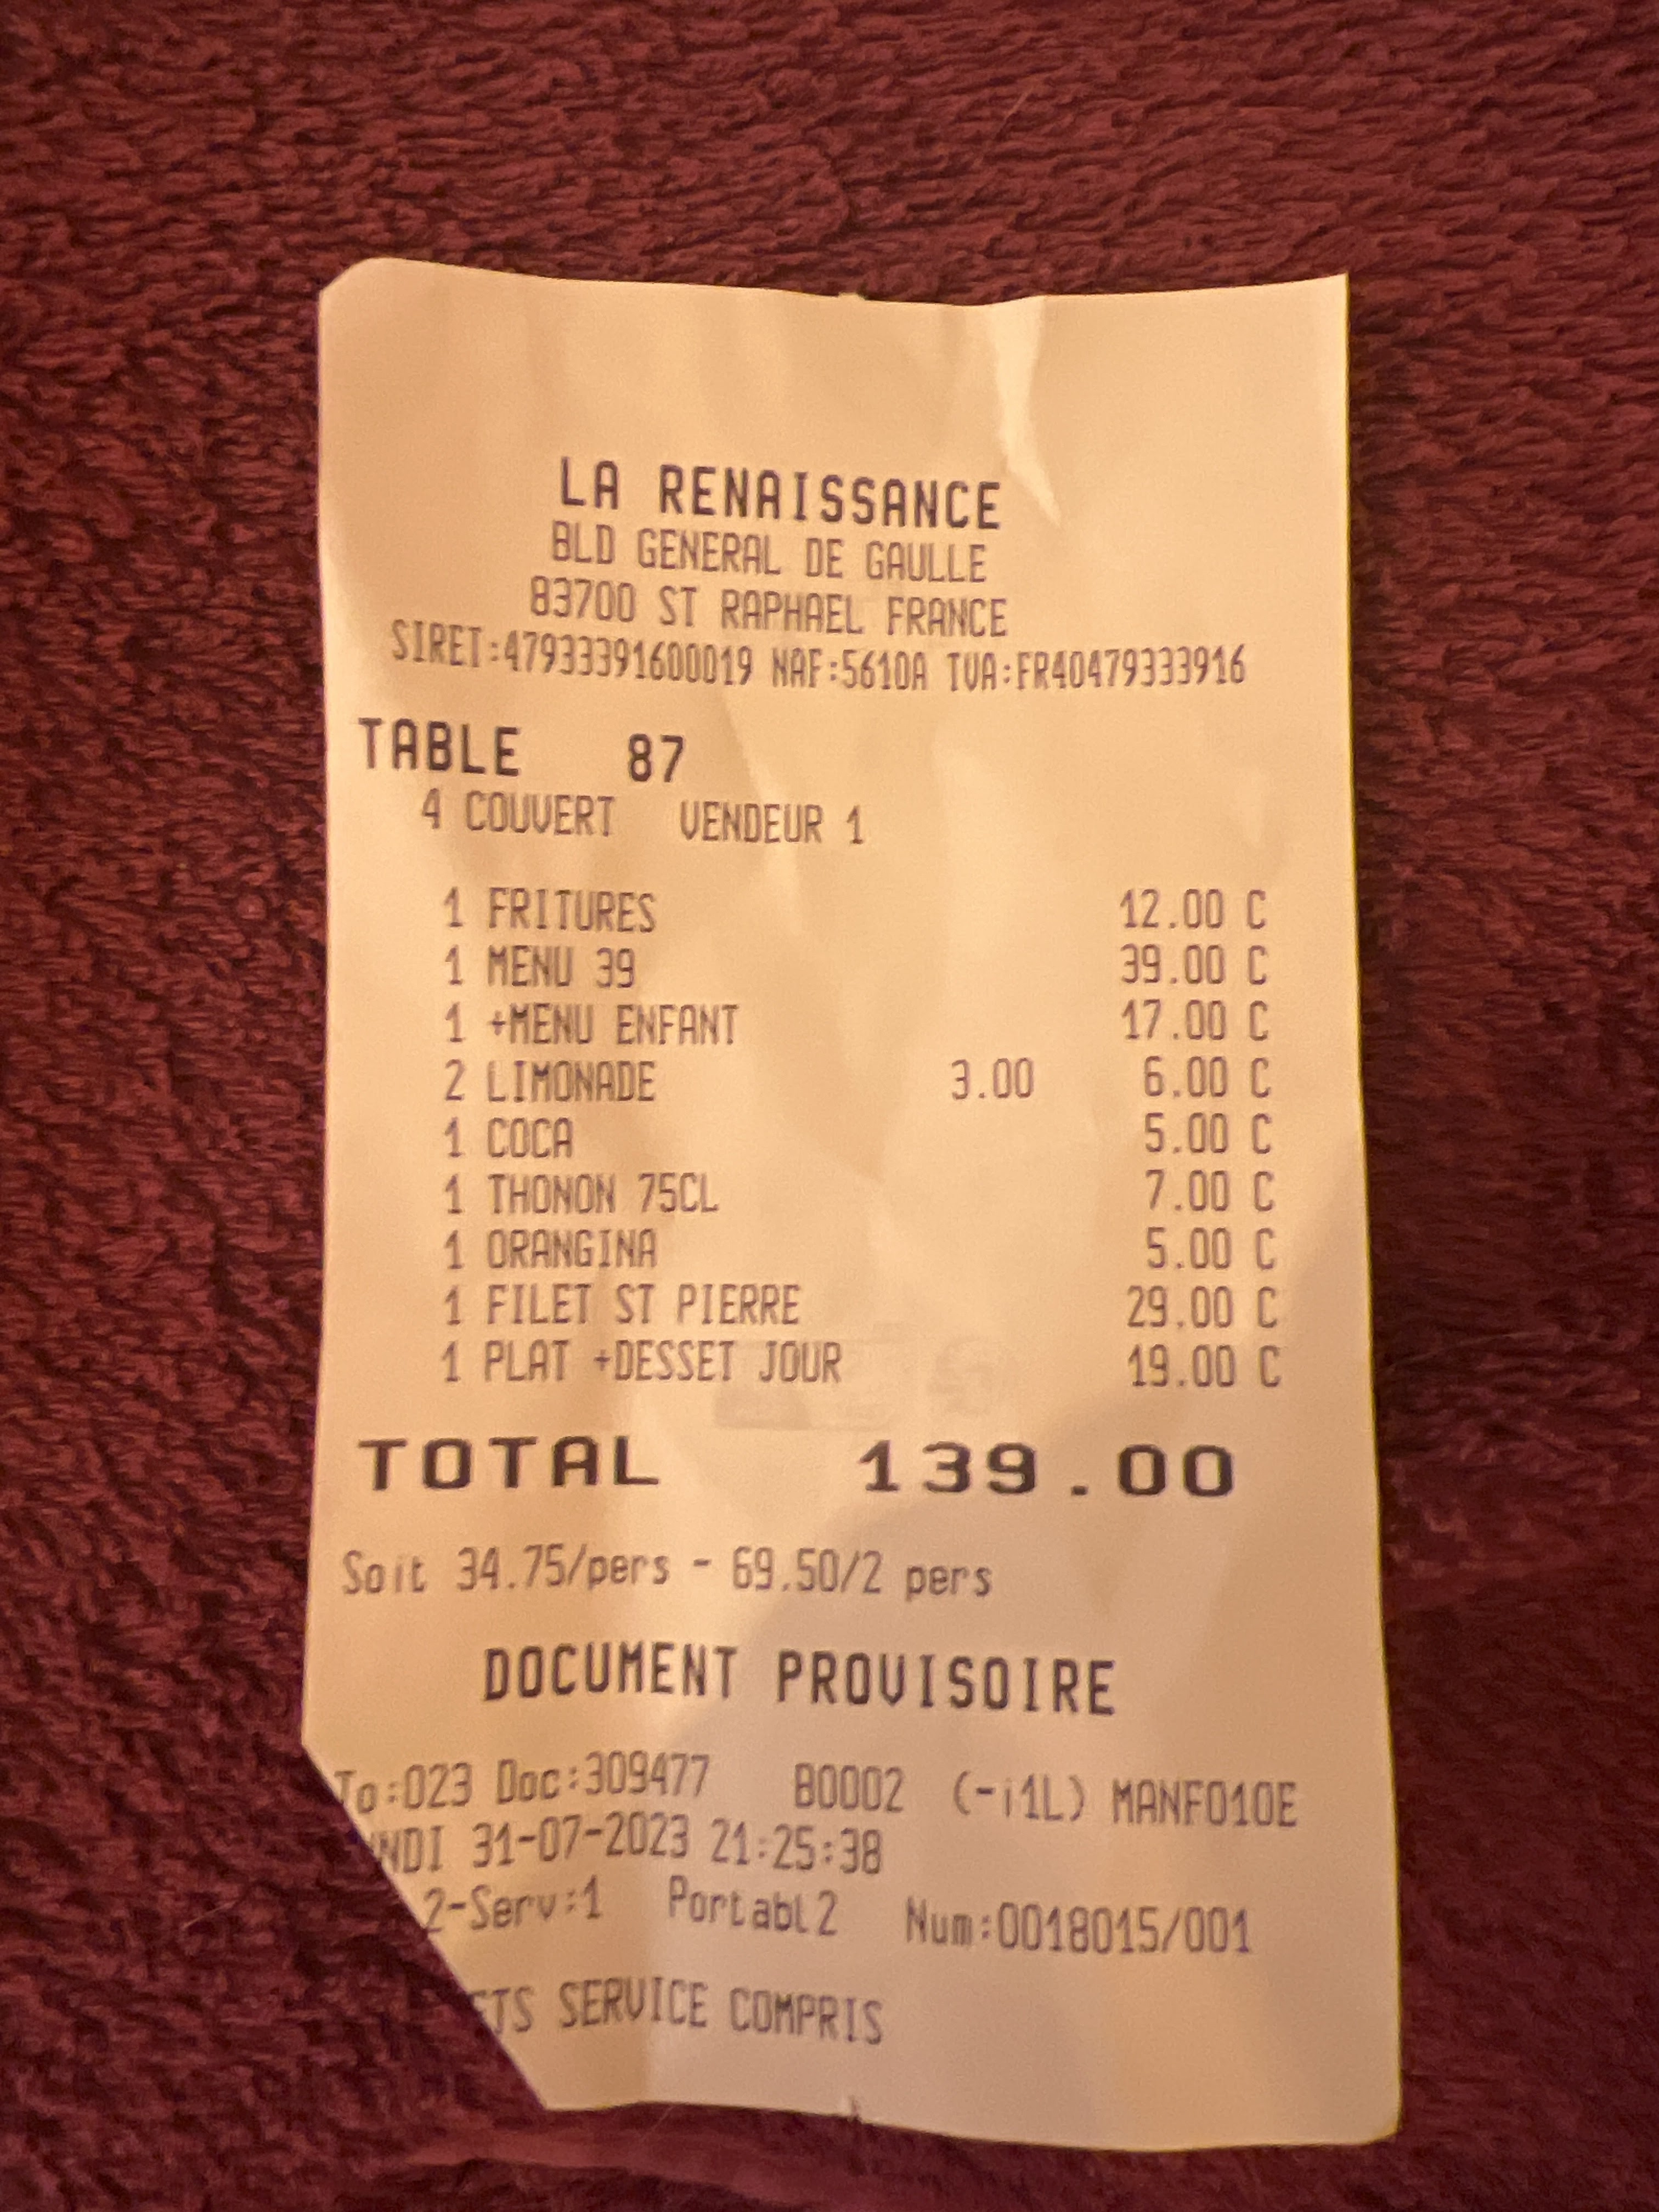 LA RENAISSANCE
BLD GENERAL DE GAULLE
83700 ST RAPHAEL FRANCE
SIRET:47933391600019 NAF:5610A TVA:FR40479333916
TABLE 87
4 COUVERT VENDEUR 1
1 FRITURES 12.00 C
1 MENU 39 39.00 C
1 +MENU ENFANT 17.00 C
2 LIMONADE 3.00 6.00 C
1 COCA 5.00 C
1 THONON 75CL 7.00 C
1 ORANGINA 5.00 C
1 FILET ST PIERRE 29.00 C
1 PLAT +DESSET JOUR 19.00 C
TOTAL 139.00
Soit 34.75/pers - 69.50/2 pers
DOCUMENT PROVISOIRE
To:023 Doc:309477 B0002 (-i1L) MANF010E
NDI 31-07-2023 21:25:38
2-Serv:1 Portabl2 Num:0018015/001
TS SERVICE COMPRIS